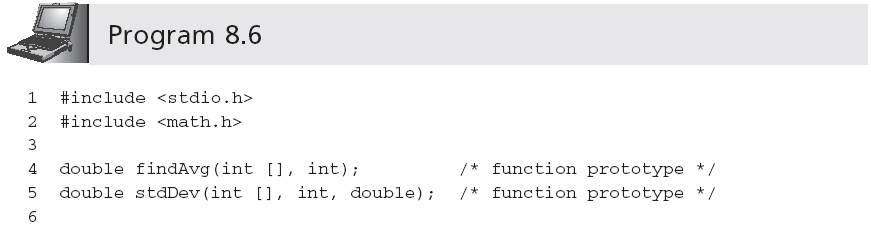 Program 8.6
1 #include <stdio.h>
2 #include <math.h>
3
4 double findAvg(int [], int); /* function prototype */
5 double stdDev(int [], int, double); /* function prototype */
6